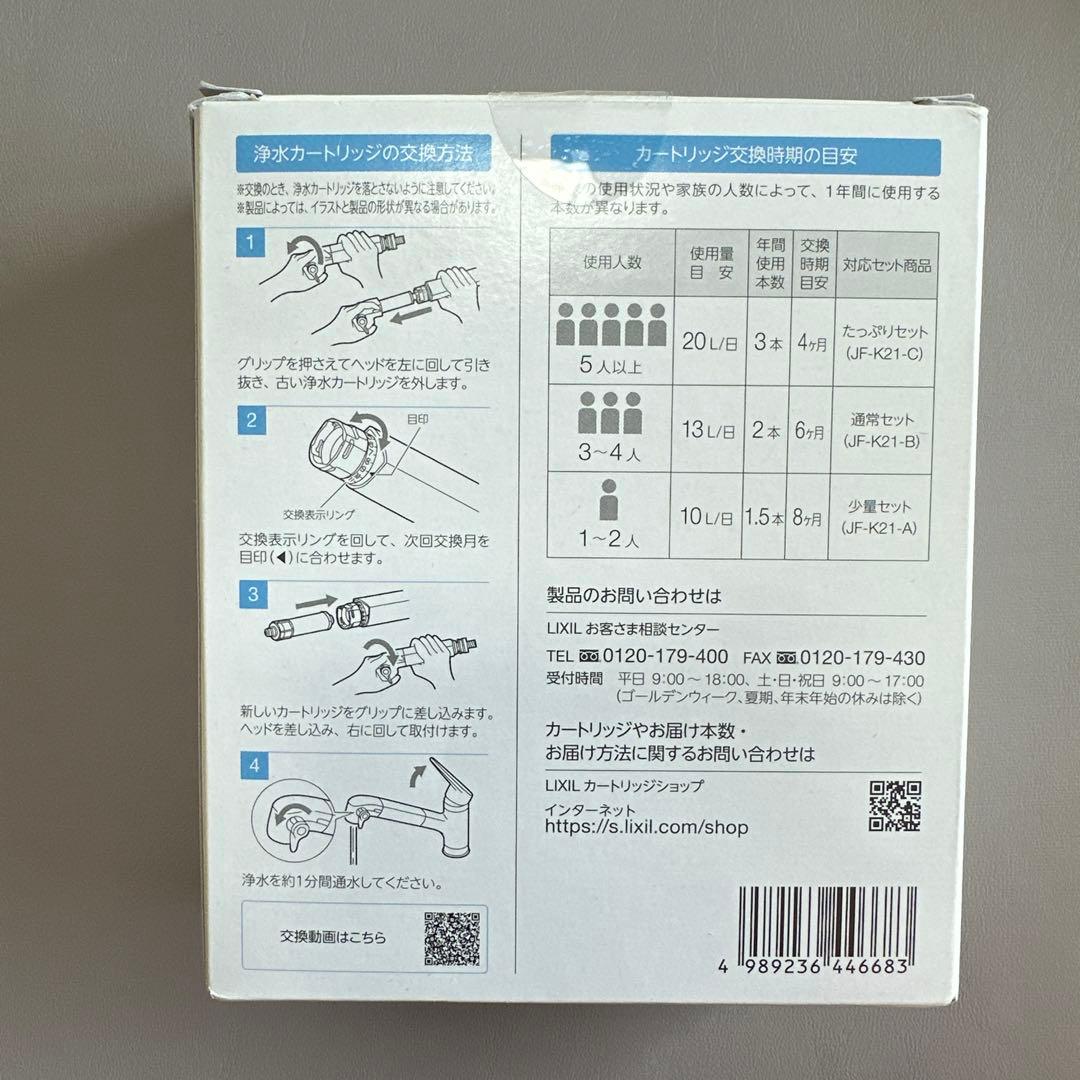 浄水カートリッジの交換方法
※交換のとき、浄水カートリッジを落とさないように注意してください。
※製品によっては、イラストと製品の形状が異なる場合があります。
1
グリップを押さえてヘッドを左に回して引き
抜き、古い浄水カートリッジを外します。
2
目印
交換表示リング
交換表示リングを回して、次回交換月を
目印(◀)に合わせます。
3
新しいカートリッジをグリップに差し込みます。
ヘッドを差し込み、右に回して取付けます。
4
浄水を約1分間通水してください。
交換動画はこちら
カートリッジ交換時期の目安
の使用状況や家族の人数によって、1年間に使用する
本数が異なります。
使用人数 使用量目安 年間使用本数 交換時期目安 対応セット商品
5人以上 20L/日 3本 4ヶ月 たっぷりセット(JF-K21-C)
3～4人 13L/日 2本 6ヶ月 通常セット(JF-K21-B)
1～2人 10L/日 1.5本 8ヶ月 少量セット(JF-K21-A)
製品のお問い合わせは
LIXIL お客さま相談センター
TEL 0120-179-400 FAX 0120-179-430
受付時間 平日 9:00～18:00、土・日・祝日 9:00～17:00
(ゴールデンウィーク、夏期、年末年始の休みは除く)
カートリッジやお届け本数・
お届け方法に関するお問い合わせは
LIXIL カートリッジショップ
インターネット
https://s.lixil.com/shop
4 989236 446683